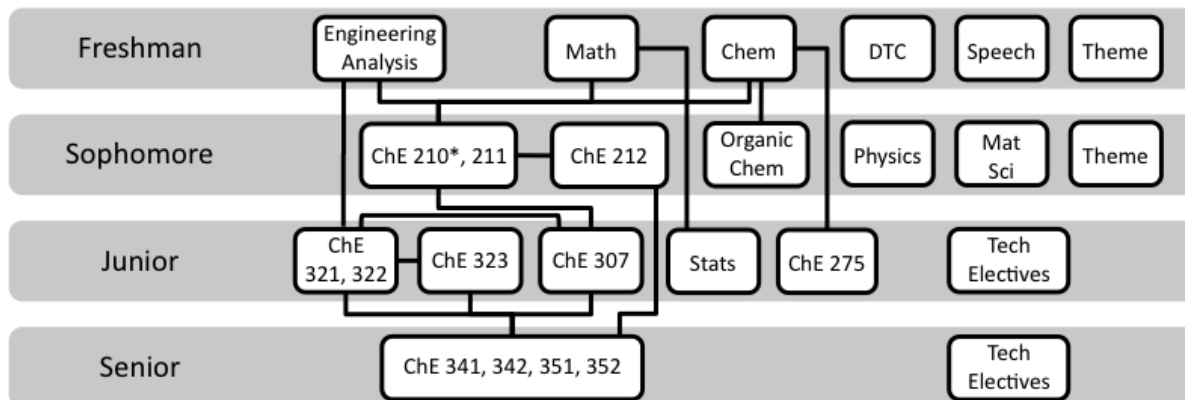 Freshman
Engineering
Analysis
Math
Chem
DTC
Speech
Theme
Sophomore
ChE 210*, 211
ChE 212
Organic
Chem
Physics
Mat
Sci
Theme
Junior
ChE
321, 322
ChE 323
ChE 307
Stats
ChE 275
Tech
Electives
Senior
ChE 341, 342, 351, 352
Tech
Electives